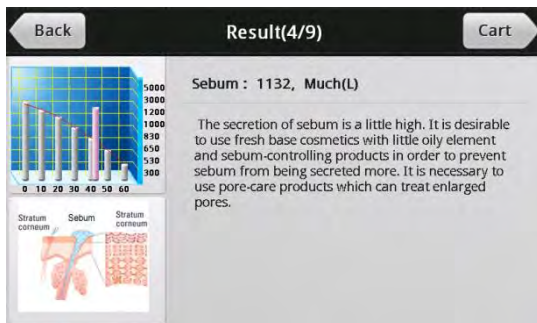 Back
Result(4/9)
Cart
5000
3000
1200
1000
830
650
530
300
0 10 20 30 40 50 60
Sebum : 1132, Much(L)
The secretion of sebum is a little high. It is desirable
to use fresh base cosmetics with little oily element
and sebum-controlling products in order to prevent
sebum from being secreted more. It is necessary to
use pore-care products which can treat enlarged
pores.
Stratum
corneum
Sebum
Stratum
corneum